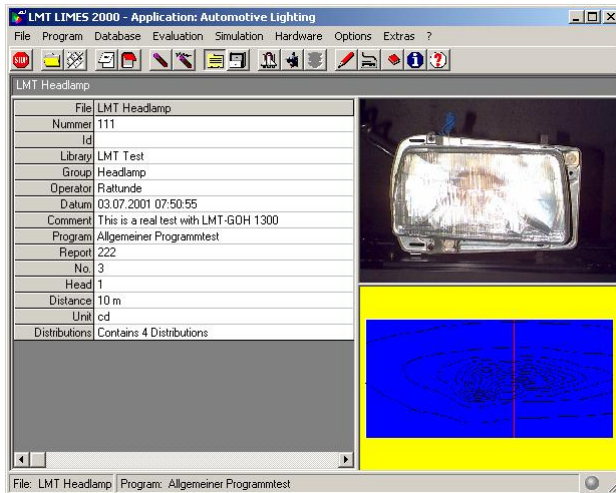 LMT LIMES 2000 - Application: Automotive Lighting
File Program Database Evaluation Simulation Hardware Options Extras ?
STOP
LMT Headlamp
File LMT Headlamp
Nummer 111
Id
Library LMT Test
Group Headlamp
Operator Rattunde
Datum 03.07.2001 07:50:55
Comment This is a real test with LMT-GOH 1300
Program Allgemeiner Programmtest
Report 222
No. 3
Head 1
Distance 10 m
Unit cd
Distributions Contains 4 Distributions
File: LMT Headlamp Program: Allgemeiner Programmtest